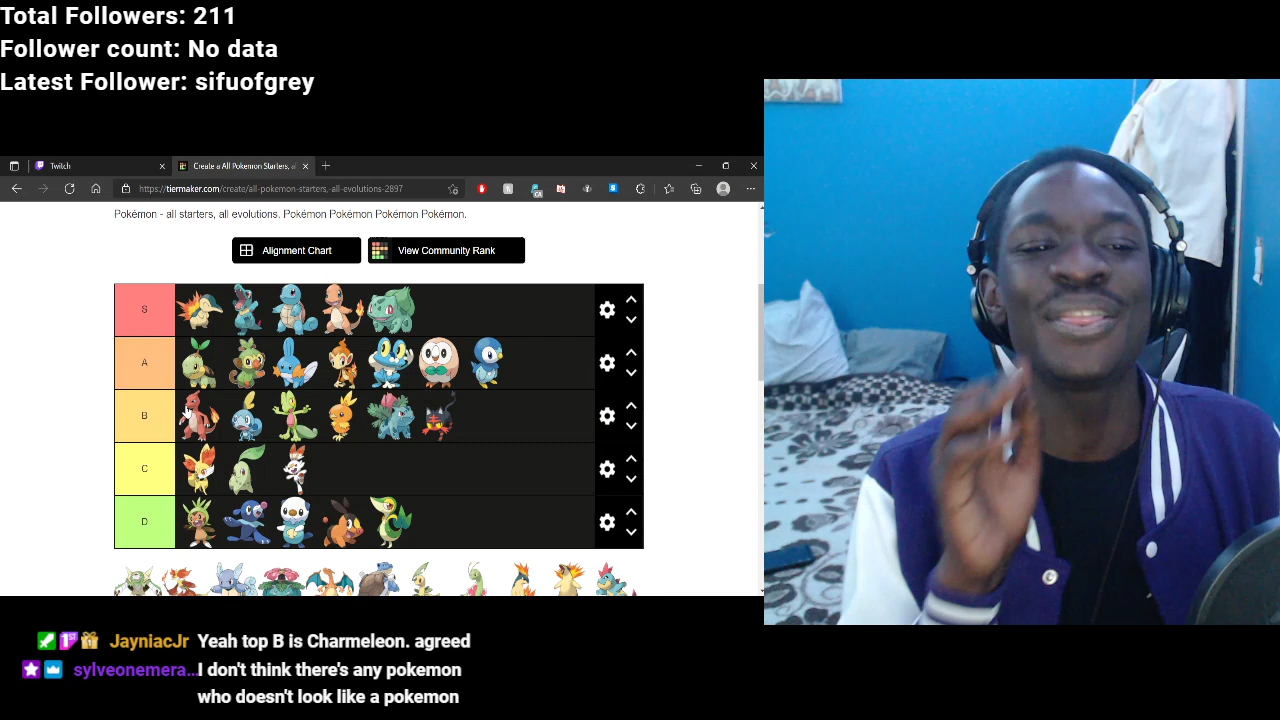 Total Followers: 211
Follower count: No data
Latest Follower: sifuofgrey
Twitch
Create a All Pokemon Starters, a
https://tiermaker.com/create/all-pokemon-starters,-all-evolutions-2897
Pokémon - all starters, all evolutions. Pokémon Pokémon Pokémon Pokémon.
Alignment Chart
View Community Rank
S
A
B
C
D
JayniacJr Yeah top B is Charmeleon. agreed
sylveonemera... I don't think there's any pokemon
who doesn't look like a pokemon